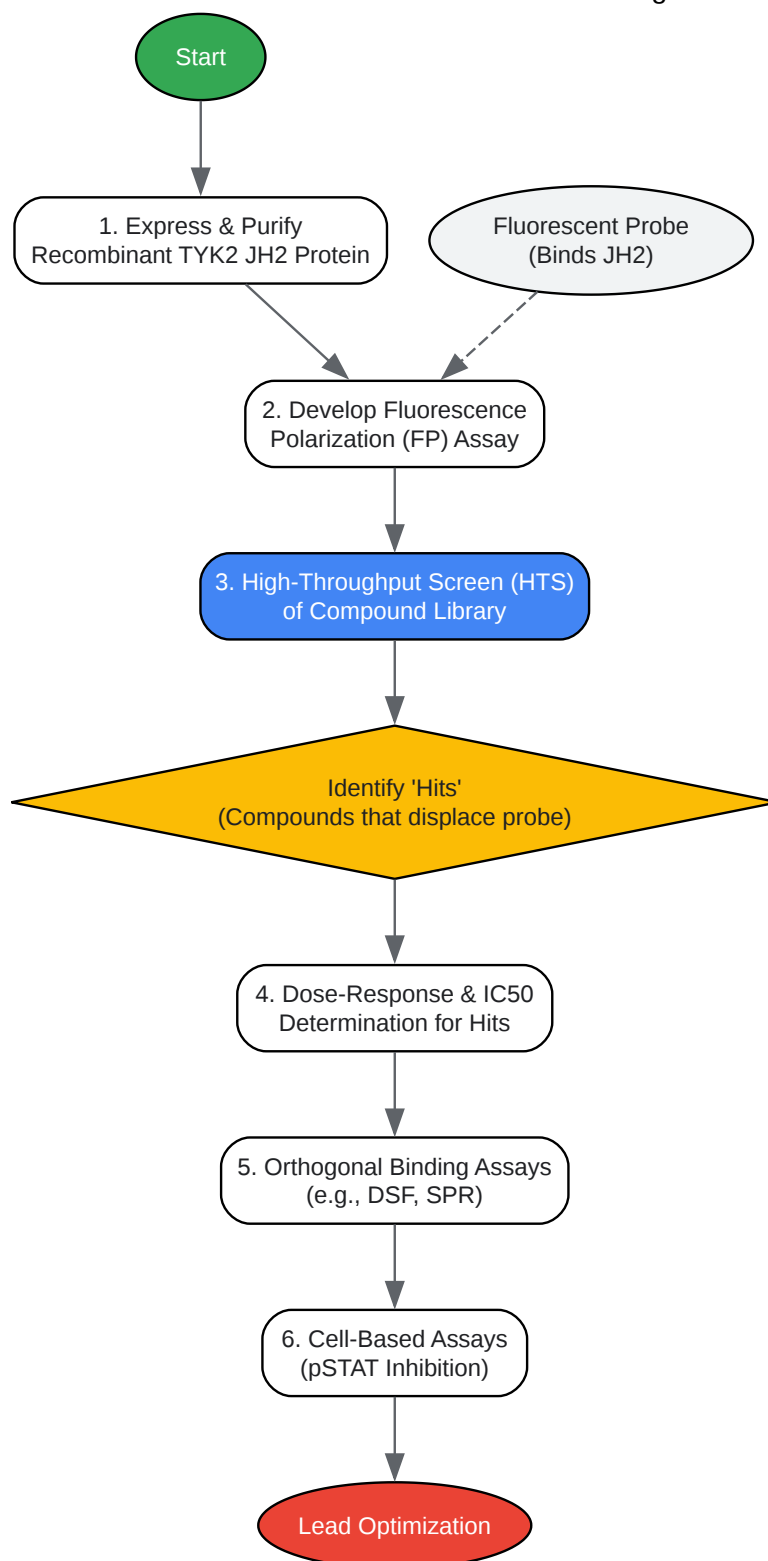 Start
1. Express & Purify
Recombinant TYK2 JH2 Protein
Fluorescent Probe
(Binds JH2)
2. Develop Fluorescence
Polarization (FP) Assay
3. High-Throughput Screen (HTS)
of Compound Library
Identify 'Hits'
(Compounds that displace probe)
4. Dose-Response & IC50
Determination for Hits
5. Orthogonal Binding Assays
(e.g., DSF, SPR)
6. Cell-Based Assays
(pSTAT Inhibition)
Lead Optimization